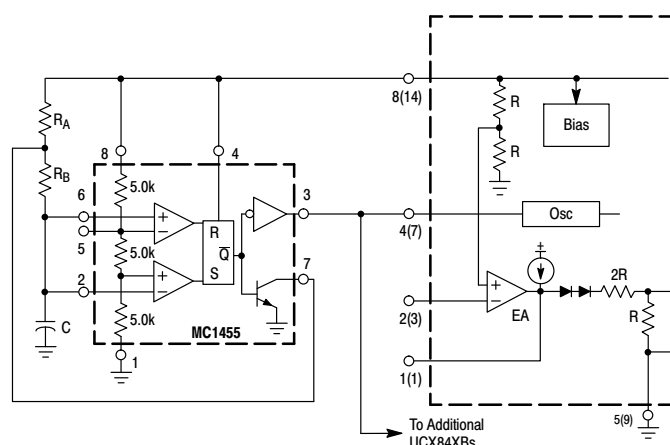 8(14)
R
R
Bias
RA
RB
8
4
5.0k
6
5
5.0k
2
5.0k
+
−
+
−
R
S
Q
3
7
MC1455
1
C
4(7)
Osc
+
2R
+
−
EA
R
2(3)
1(1)
5(9)
To Additional
UCX84XBs